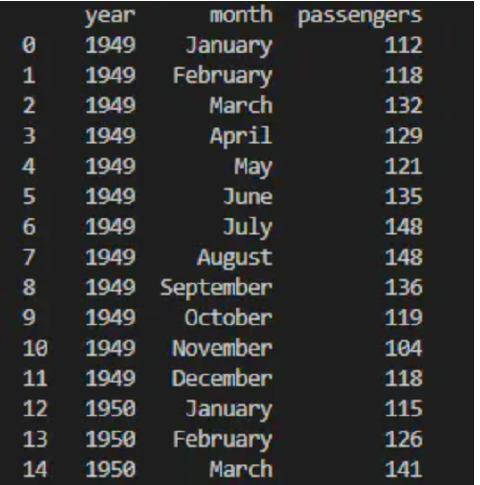 year month passengers
0 1949 January 112
1 1949 February 118
2 1949 March 132
3 1949 April 129
4 1949 May 121
5 1949 June 135
6 1949 July 148
7 1949 August 148
8 1949 September 136
9 1949 October 119
10 1949 November 104
11 1949 December 118
12 1950 January 115
13 1950 February 126
14 1950 March 141